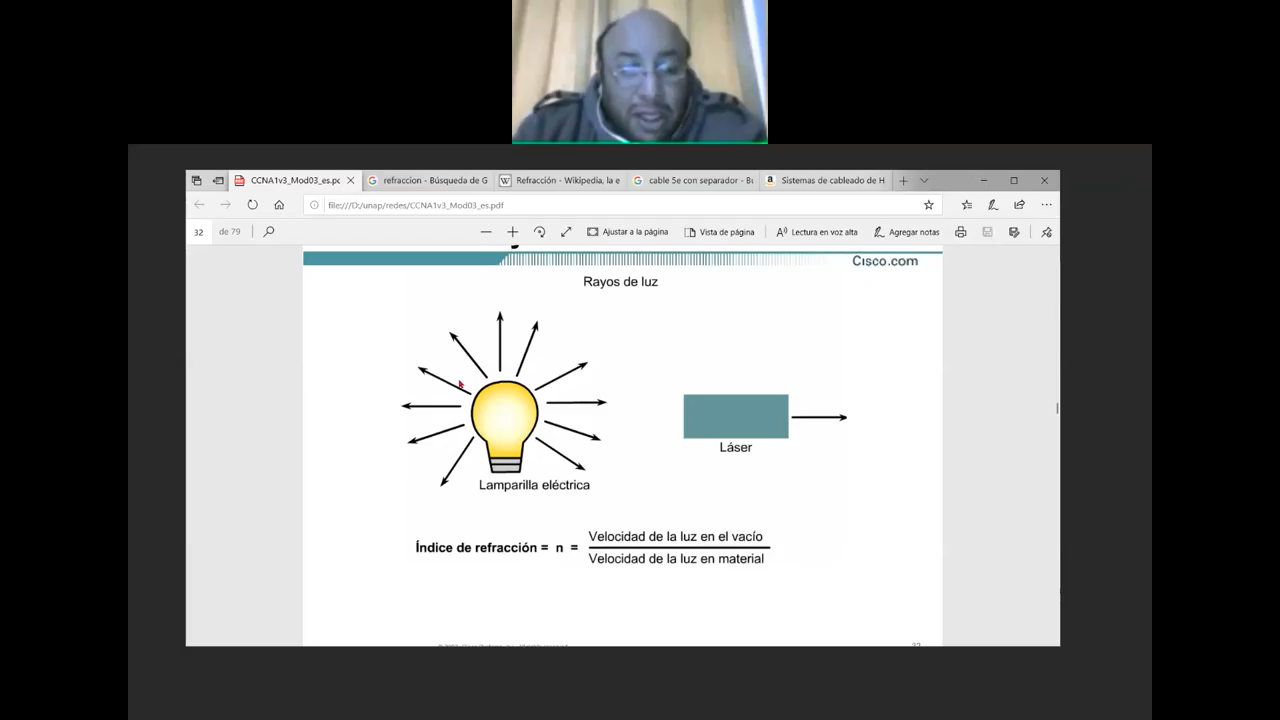 CCNA1v3_Mod03_es.pc
refraccion - Búsqueda de G
Refracción - Wikipedia, la e
cable 5e con separador - Bu
Sistemas de cableado de H
file:///D:/unap/redes/CCNA1v3_Mod03_es.pdf
32 de 79
Ajustar a la página
Vista de página
Lectura en voz alta
Agregar notas
Cisco.com
Rayos de luz
Láser
Lamparilla eléctrica
Velocidad de la luz en el vacío
Índice de refracción = n =
Velocidad de la luz en material